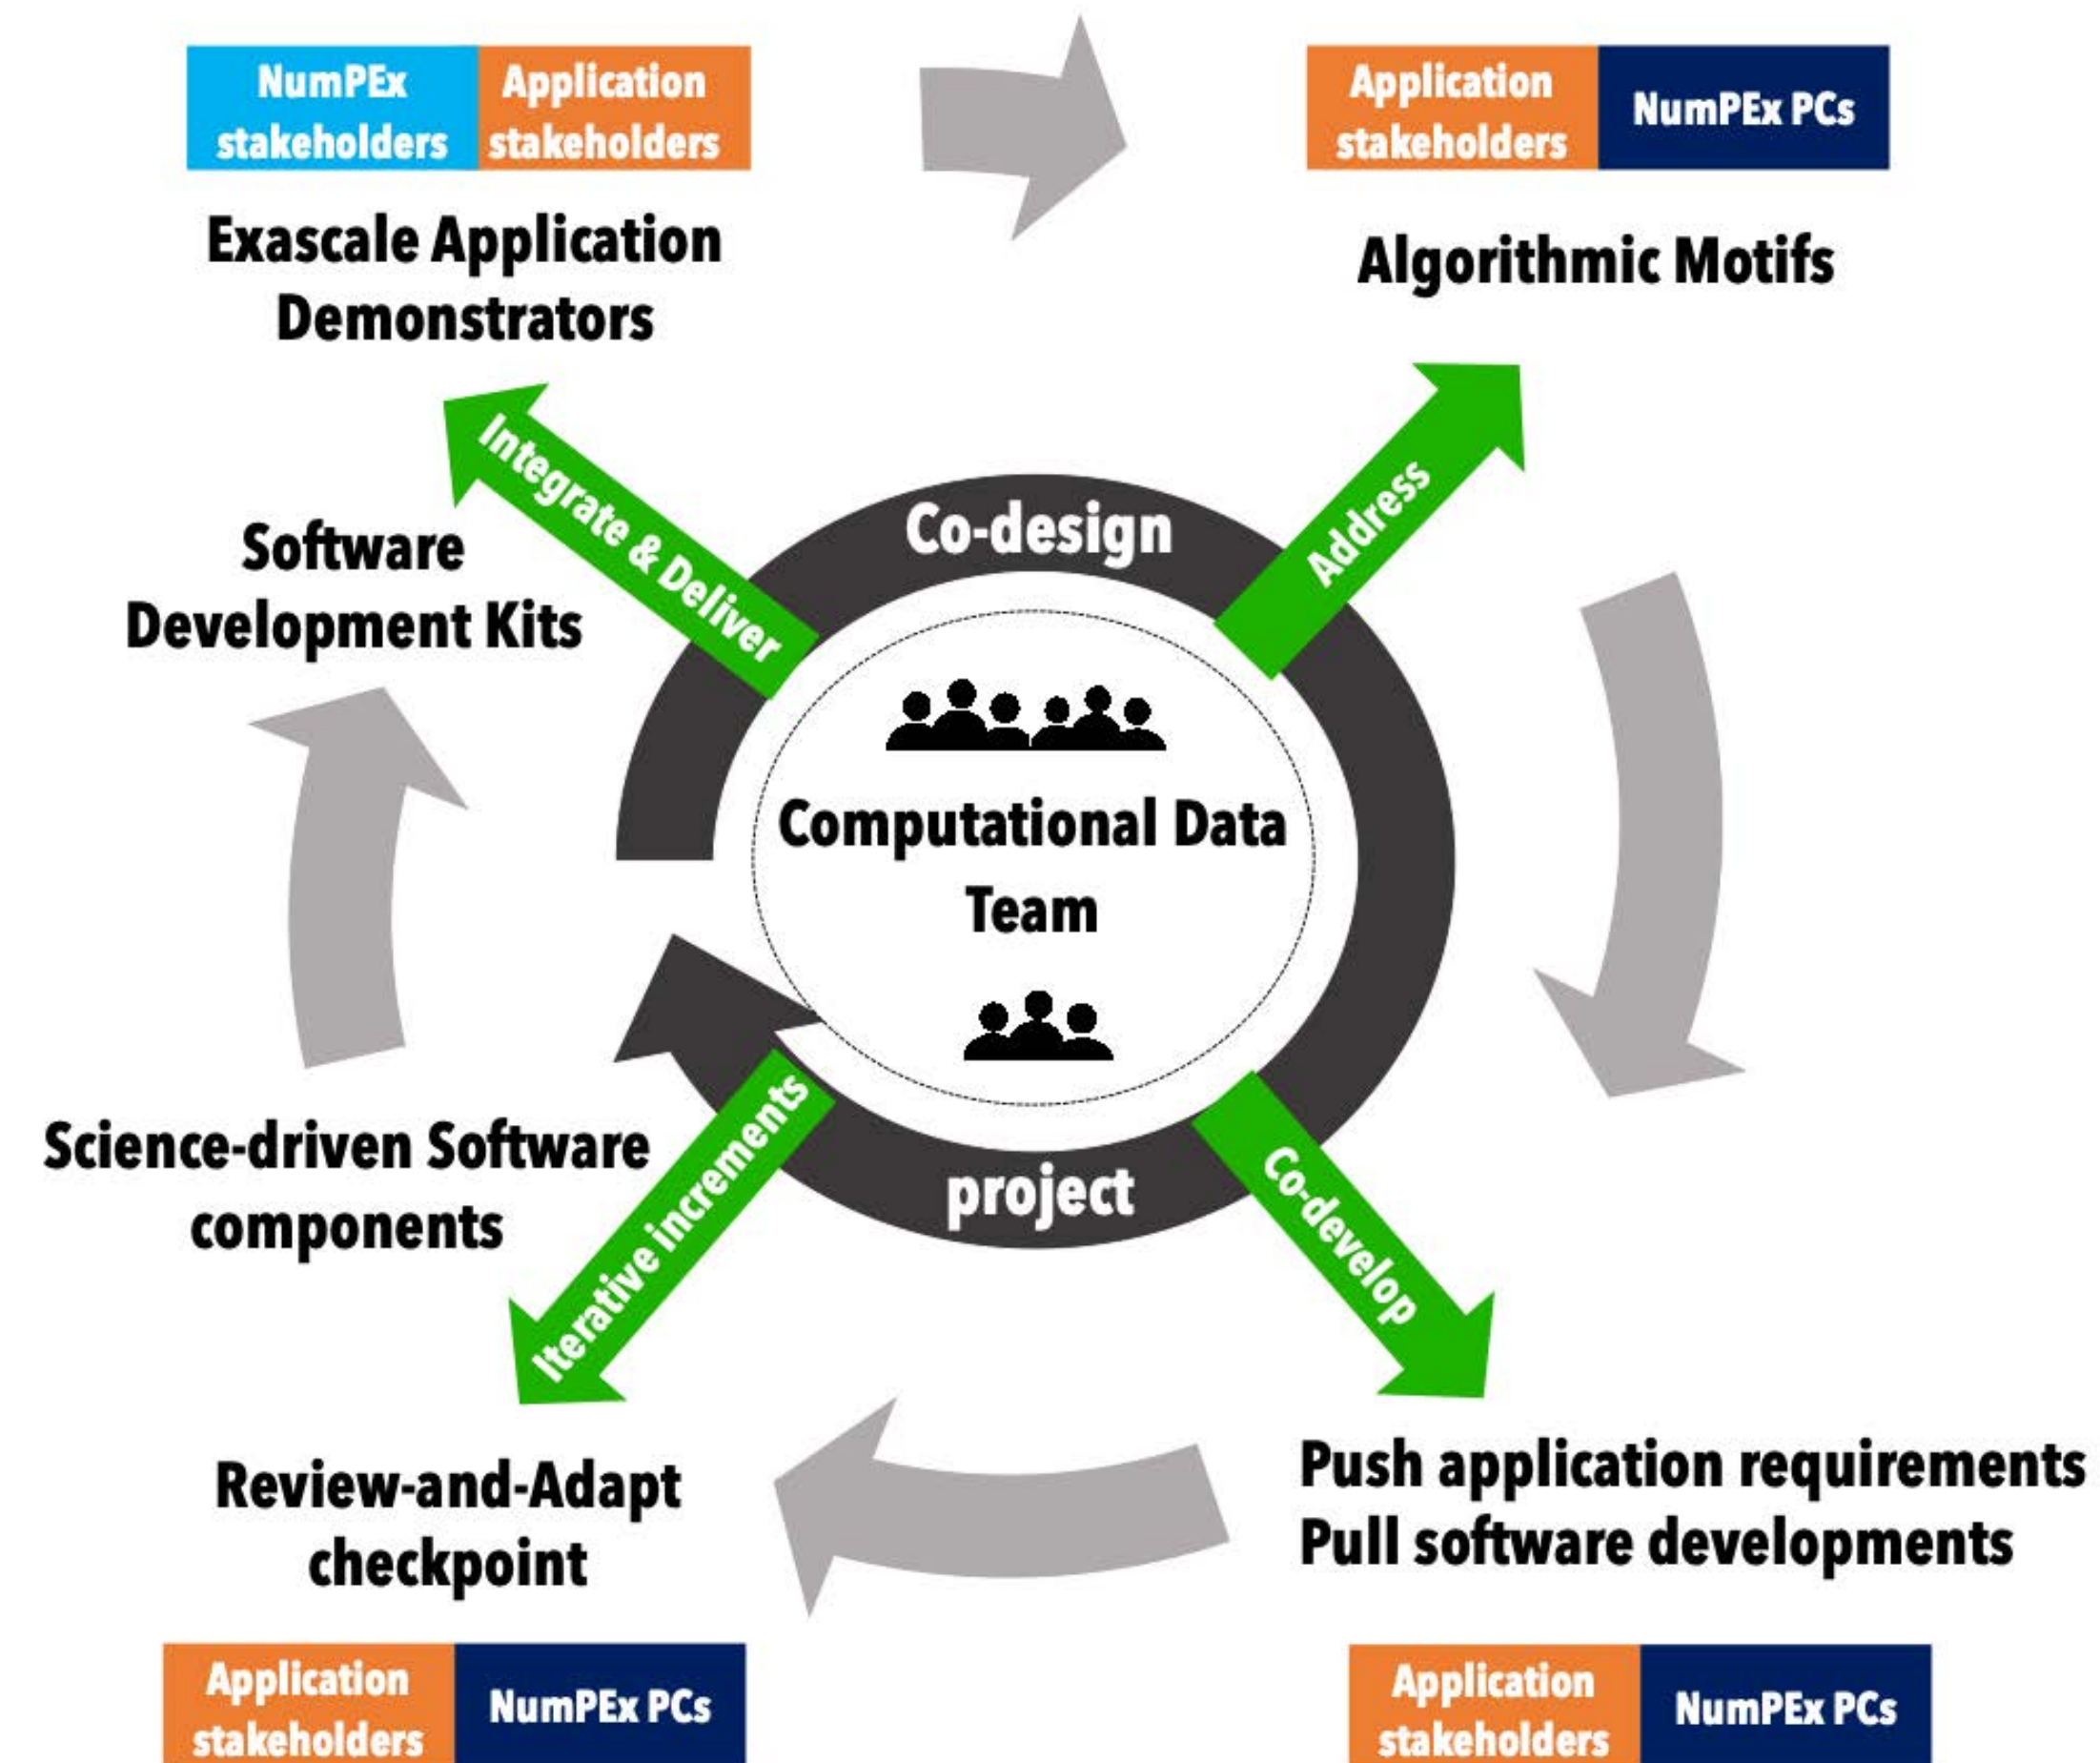 NumPEx
stakeholders
Application
stakeholders
Application
stakeholders
NumPEx PCs
Exascale Application
Demonstrators
Algorithmic Motifs
Integrate & Deliver
Address
Software
Development Kits
Co-design
Computational Data
Team
Science-driven Software
components
Iterative increments
project
Co-develop
Review-and-Adapt
checkpoint
Push application requirements
Pull software developments
Application
stakeholders
NumPEx PCs
Application
stakeholders
NumPEx PCs